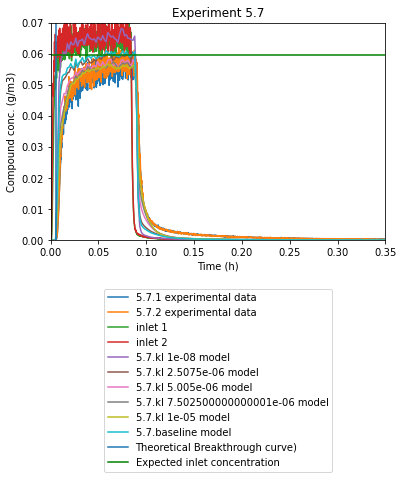 Experiment 5.7
Compound conc. (g/m3)
0.07
0.06
0.05
0.04
0.03
0.02
0.01
0.00
0.00 0.05 0.10 0.15 0.20 0.25 0.30 0.35
Time (h)
5.7.1 experimental data
5.7.2 experimental data
inlet 1
inlet 2
5.7.kl 1e-08 model
5.7.kl 2.5075e-06 model
5.7.kl 5.005e-06 model
5.7.kl 7.502500000000001e-06 model
5.7.kl 1e-05 model
5.7.baseline model
Theoretical Breakthrough curve)
Expected inlet concentration